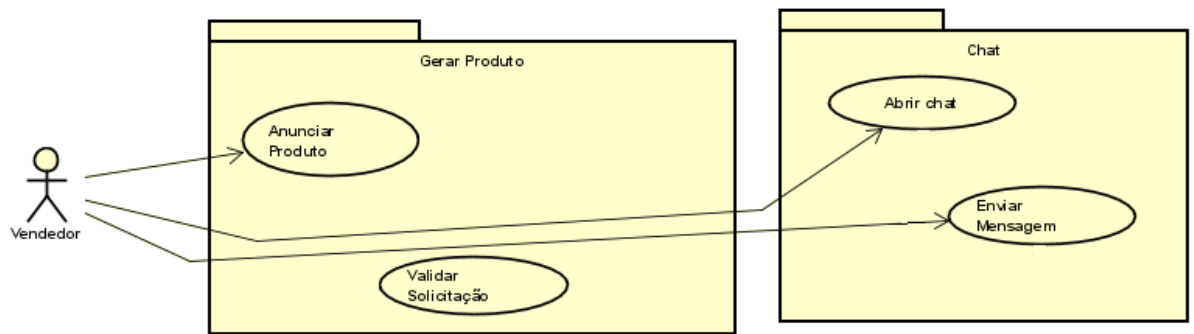 Gerar Produto
Chat
Abrir chat
Anunciar
Produto
Vendedor
Enviar
Mensagem
Validar
Solicitação